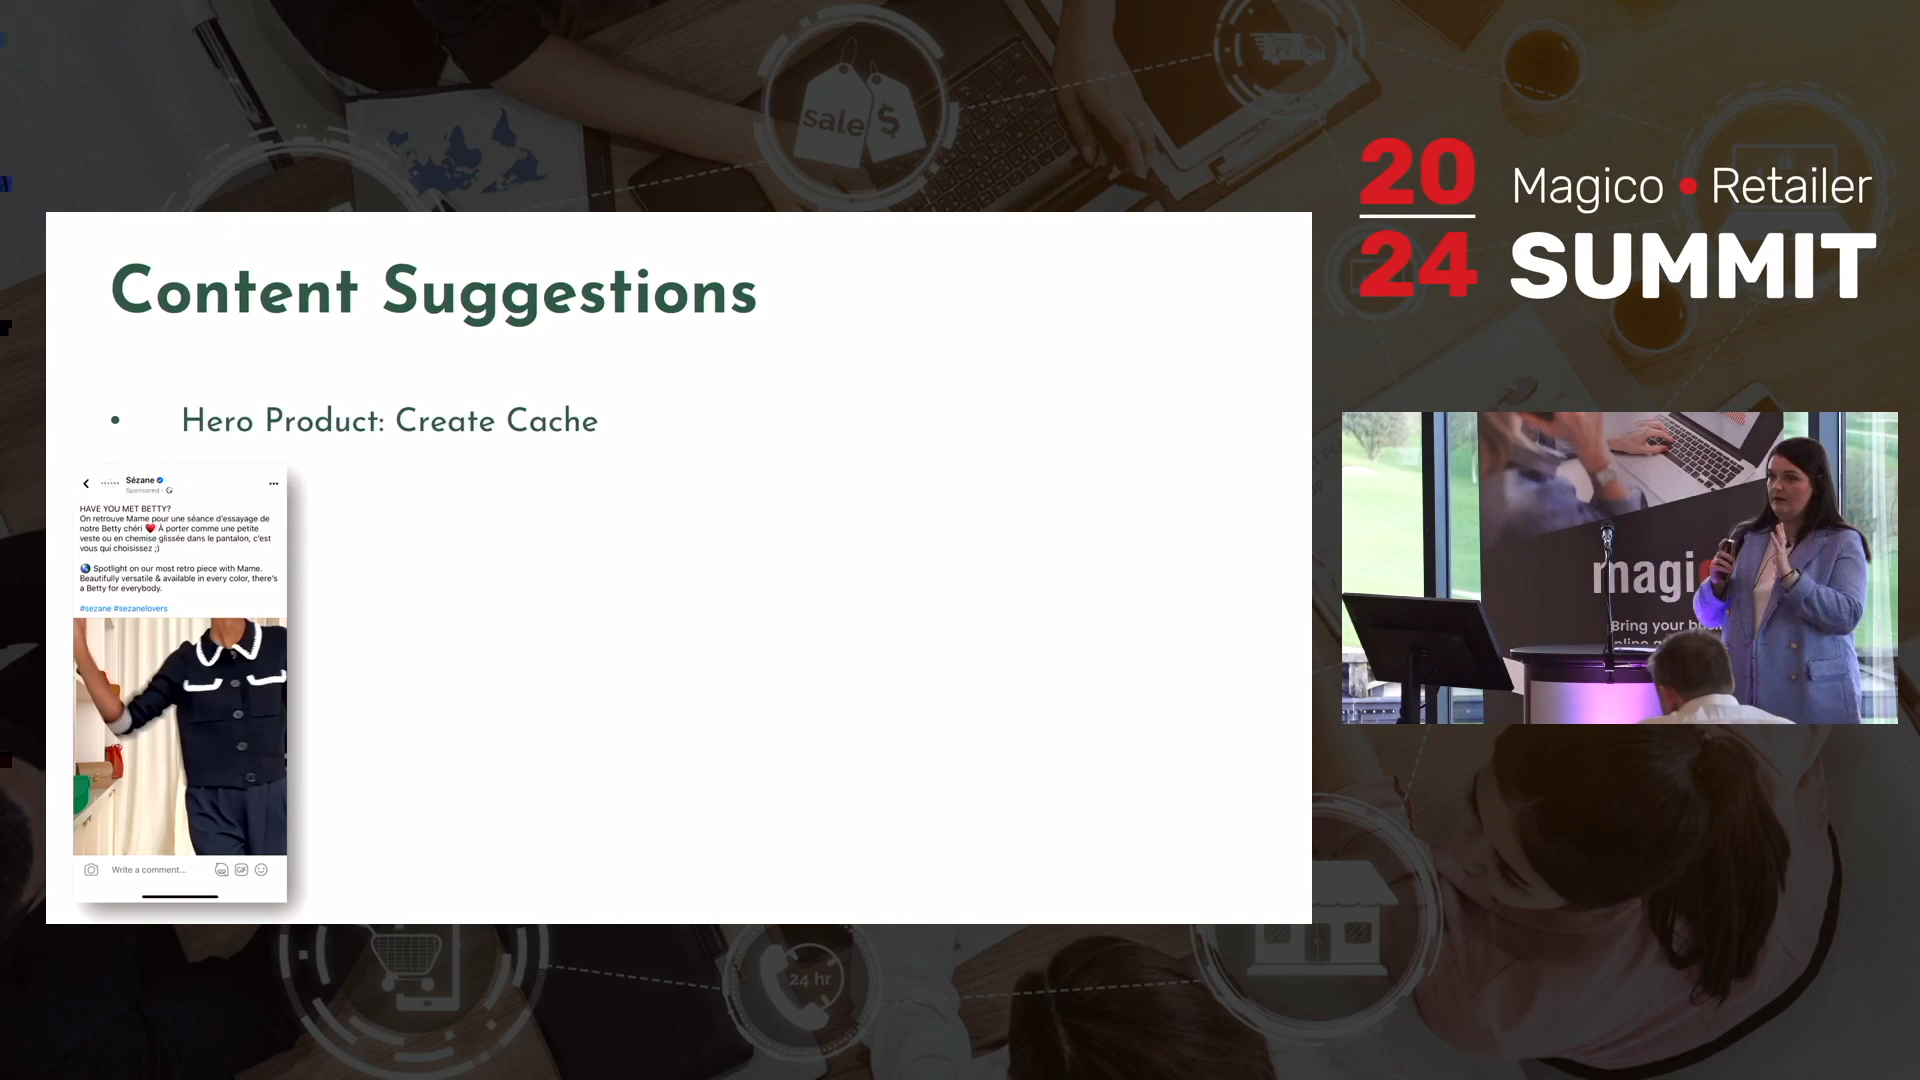 sale $
20
24
Magico • Retailer
SUMMIT
Content Suggestions
• Hero Product: Create Cache
Sézane
Sponsored ·
HAVE YOU MET BETTY?
On retrouve Mame pour une séance d'essayage de
notre Betty chéri ❤️ À porter comme une petite
veste ou en chemise glissée dans le pantalon, c'est
vous qui choisissez ;)
🌎 Spotlight on our most retro piece with Mame.
Beautifully versatile & available in every color, there's
a Betty for everybody.
#sezane #sezanelovers
Write a comment...
GIF
magi
Bring your
24 hr